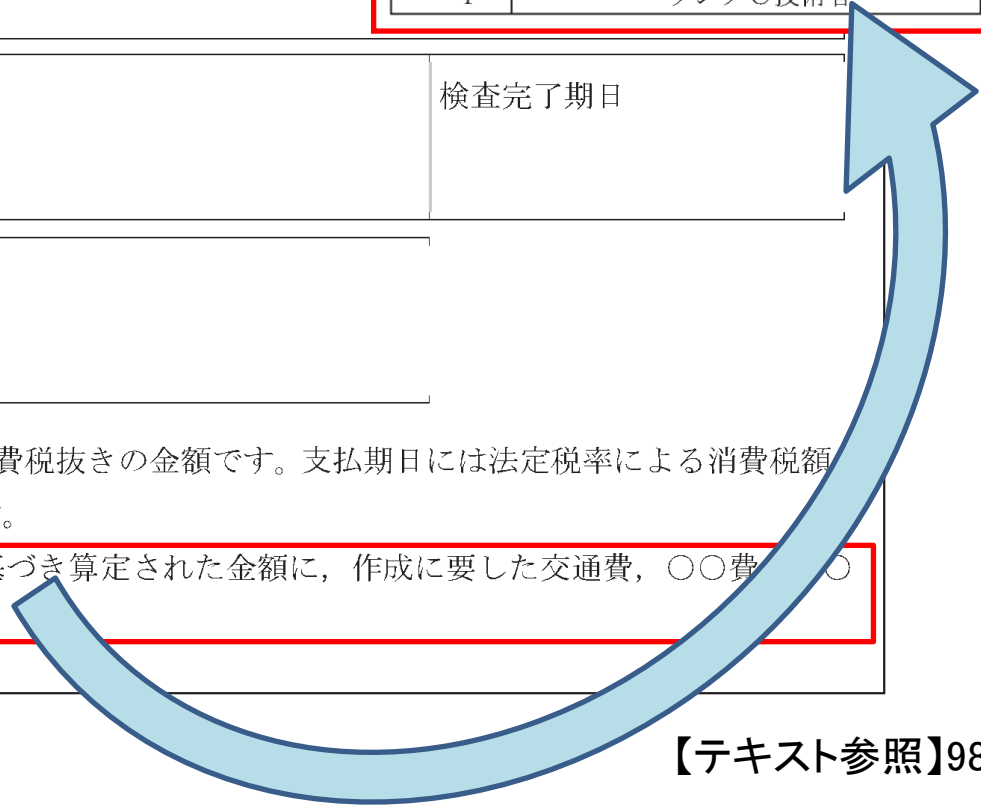 技術者
検査完了期日
費税抜きの金額です。支払期日には法定税率による消費税額
。
づき算定された金額に，作成に要した交通費，○○費
○
【テキスト参照】98